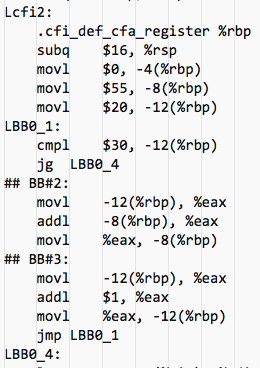 Lcfi2:
.cfi_def_cfa_register %rbp
subq $16, %rsp
movl $0, -4(%rbp)
movl $55, -8(%rbp)
movl $20, -12(%rbp)
LBB0_1:
cmpl $30, -12(%rbp)
jg LBB0_4
## BB#2:
movl -12(%rbp), %eax
addl -8(%rbp), %eax
movl %eax, -8(%rbp)
## BB#3:
movl -12(%rbp), %eax
addl $1, %eax
movl %eax, -12(%rbp)
jmp LBB0_1
LBB0_4: